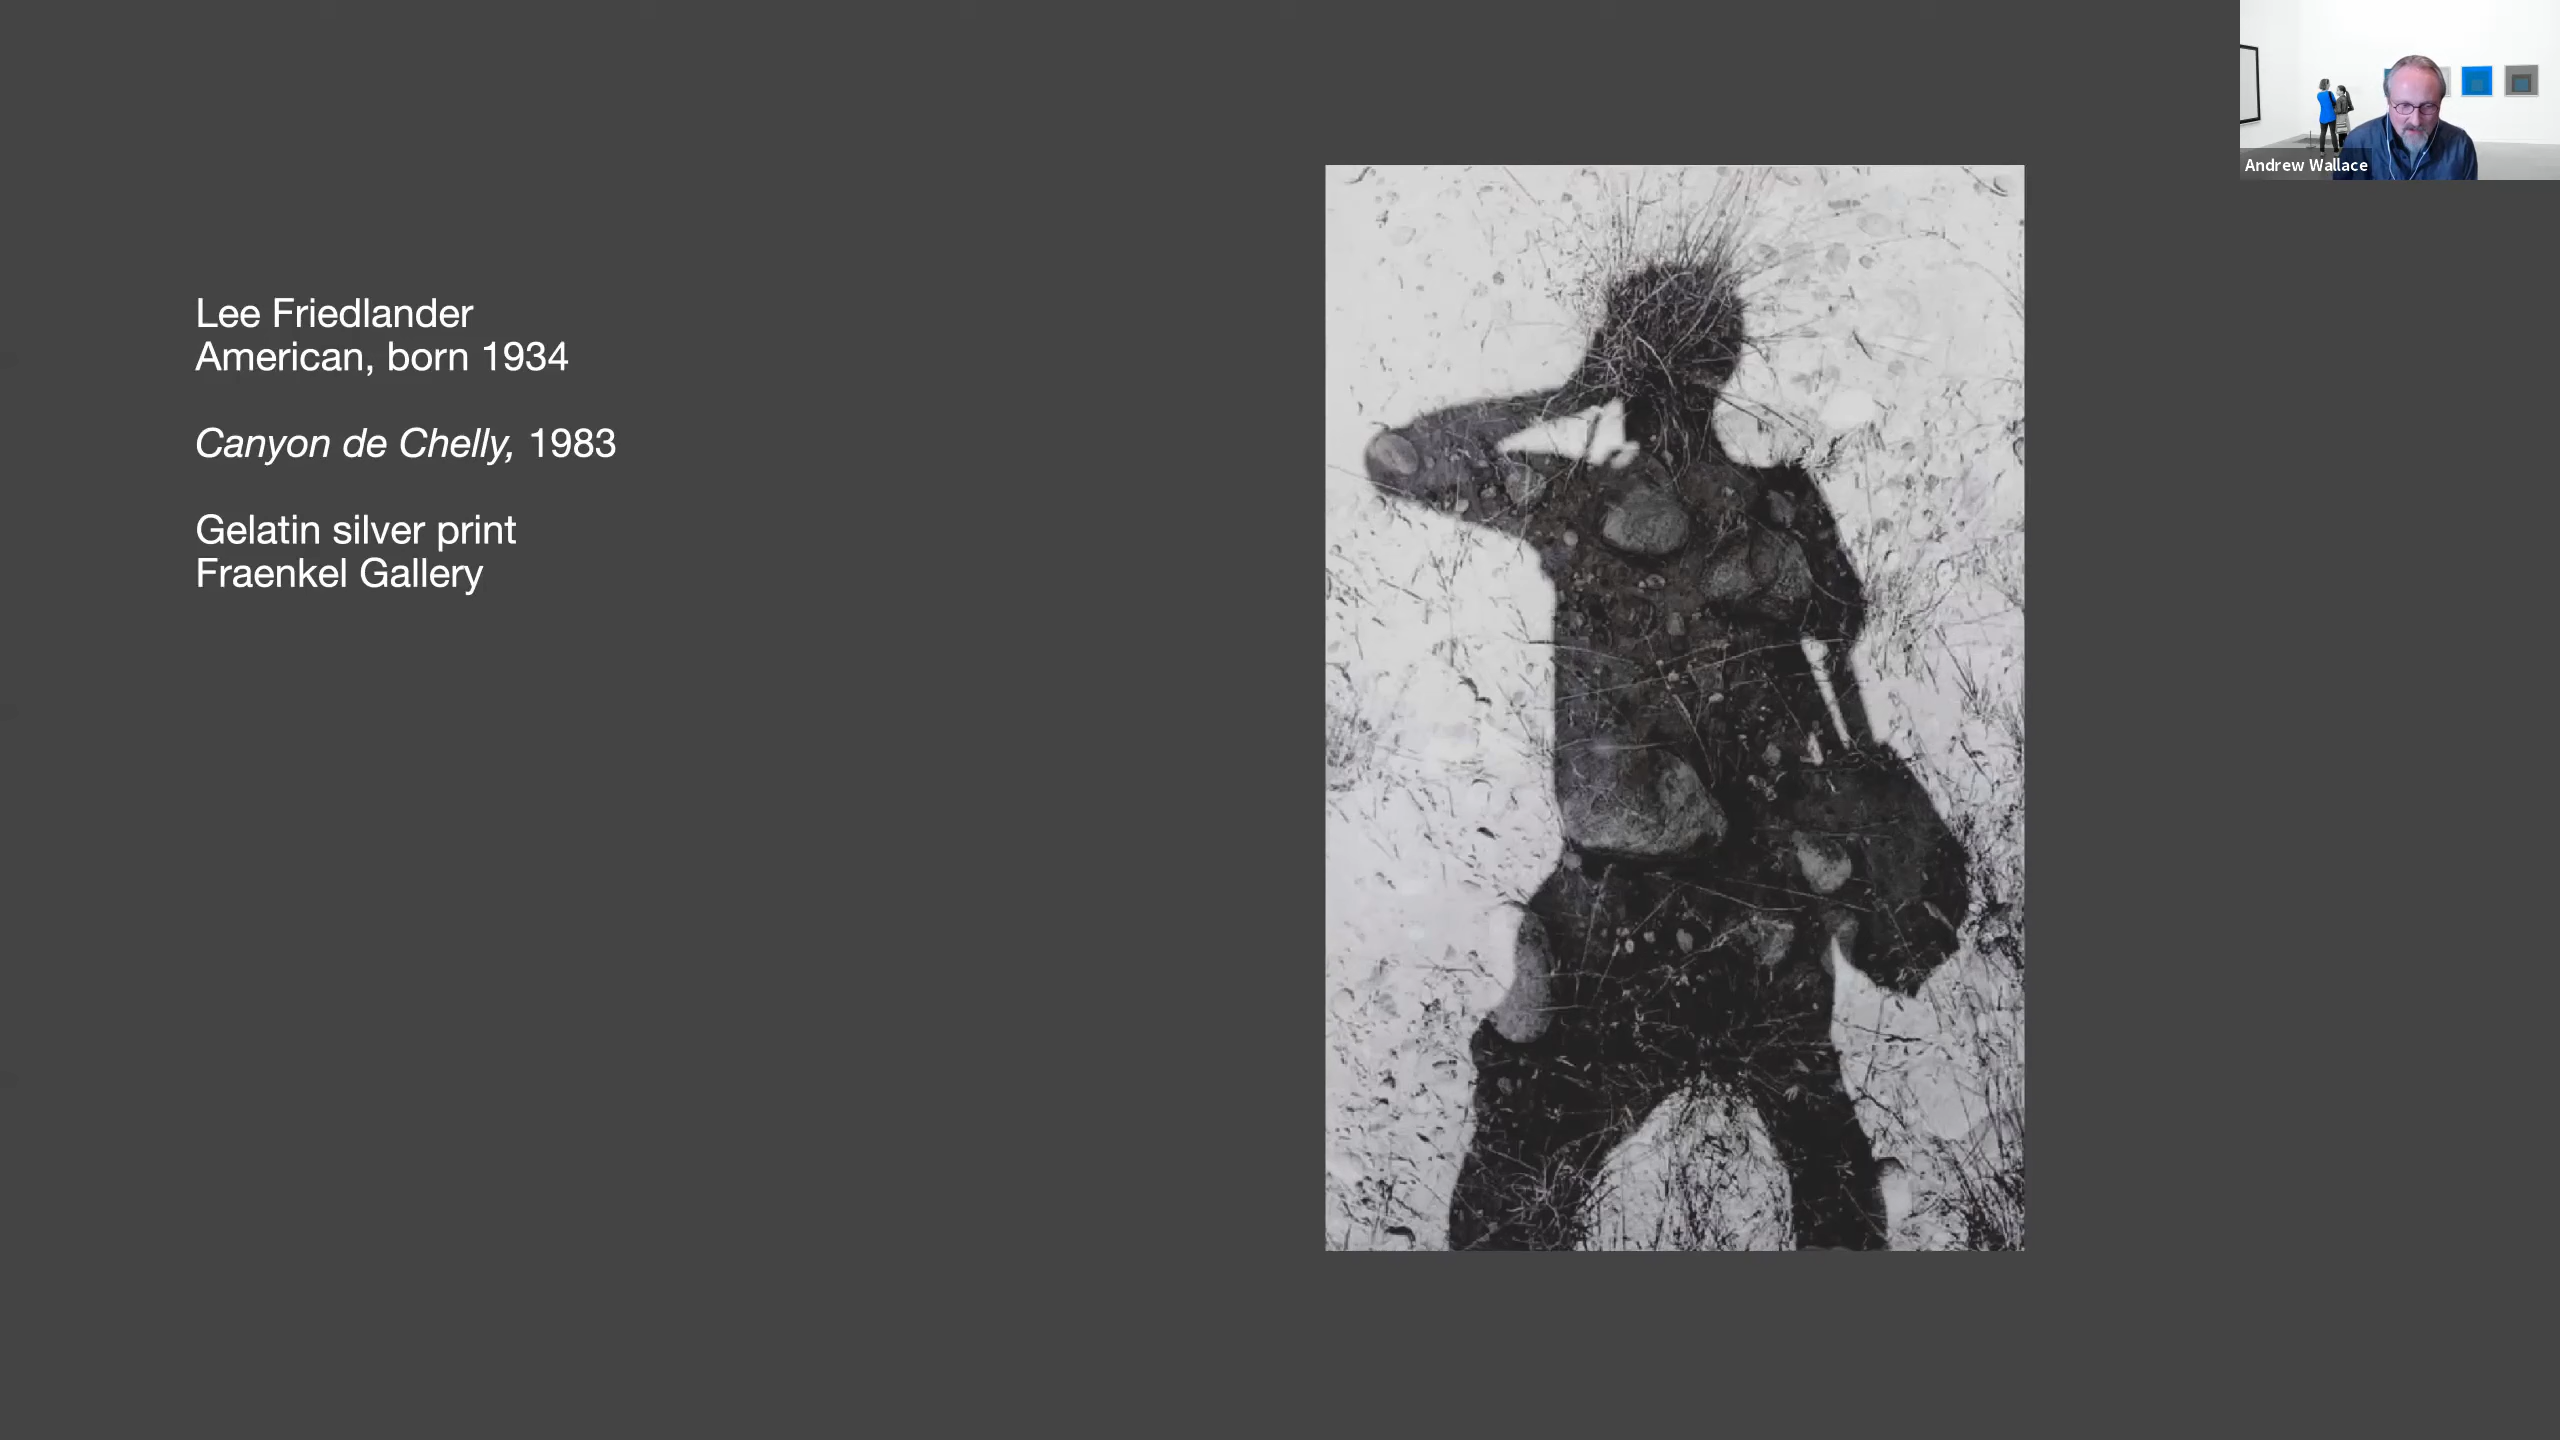 Lee Friedlander
American, born 1934
Canyon de Chelly, 1983
Gelatin silver print
Fraenkel Gallery
Andrew Wallace